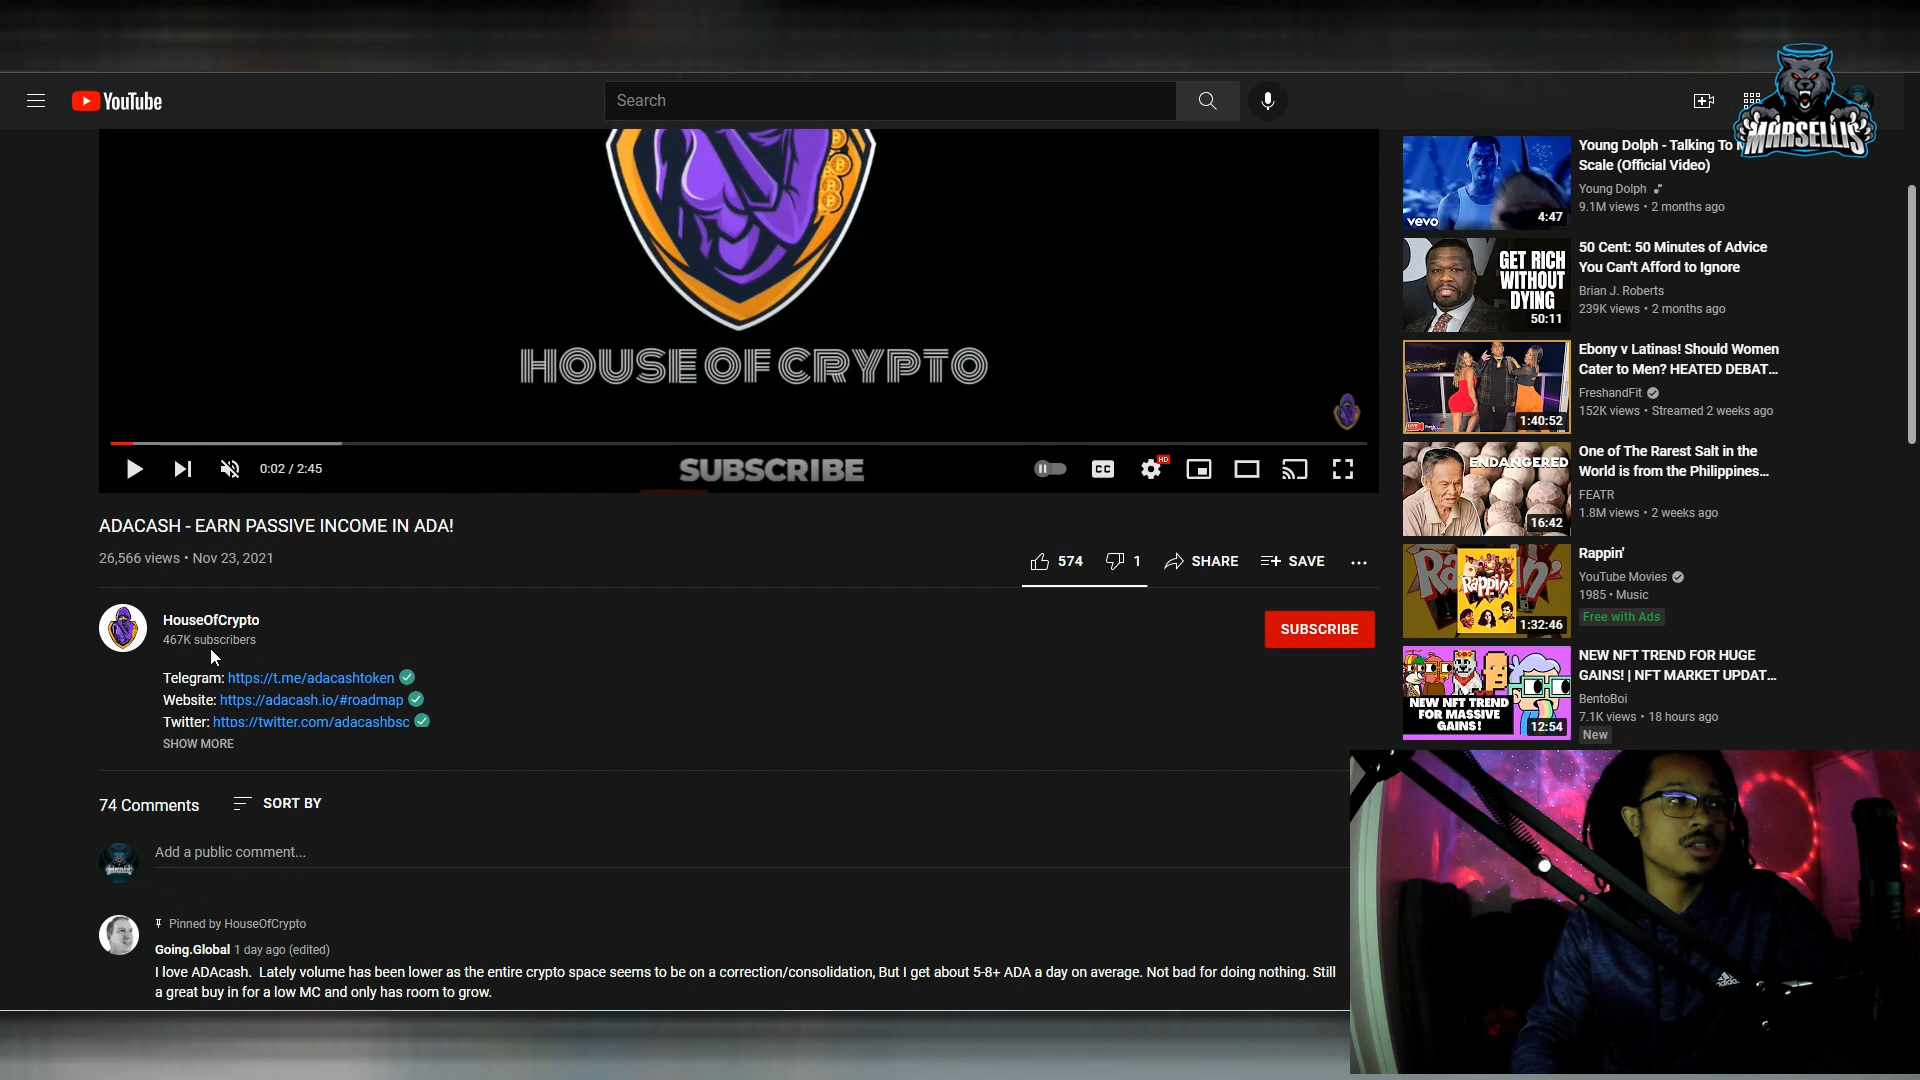 YouTube
Search
MARSELLIS
HOUSE OF CRYPTO
0:02 / 2:45
SUBSCRIBE
CC
HD
ADACASH - EARN PASSIVE INCOME IN ADA!
26,566 views • Nov 23, 2021
574
1
SHARE
SAVE
HouseOfCrypto
467K subscribers
SUBSCRIBE
Telegram: https://t.me/adacashtoken
Website: https://adacash.io/#roadmap
Twitter: https://twitter.com/adacashbsc
SHOW MORE
74 Comments
SORT BY
Add a public comment...
Pinned by HouseOfCrypto
Going.Global 1 day ago (edited)
I love ADAcash. Lately volume has been lower as the entire crypto space seems to be on a correction/consolidation, But I get about 5-8+ ADA a day on average. Not bad for doing nothing. Still
a great buy in for a low MC and only has room to grow.
vevo
4:47
Young Dolph - Talking To
Scale (Official Video)
Young Dolph
9.1M views • 2 months ago
GET RICH
WITHOUT
DYING
50:11
50 Cent: 50 Minutes of Advice
You Can't Afford to Ignore
Brian J. Roberts
239K views • 2 months ago
1:40:52
Ebony v Latinas! Should Women
Cater to Men? HEATED DEBAT...
FreshandFit
152K views • Streamed 2 weeks ago
ENDANGERED
16:42
One of The Rarest Salt in the
World is from the Philippines...
FEATR
1.8M views • 2 weeks ago
Rappin'
1:32:46
Rappin'
YouTube Movies
1985 • Music
Free with Ads
NEW NFT TREND
FOR MASSIVE
GAINS!
12:54
NEW NFT TREND FOR HUGE
GAINS! | NFT MARKET UPDAT...
BentoBoi
7.1K views • 18 hours ago
New
adidas